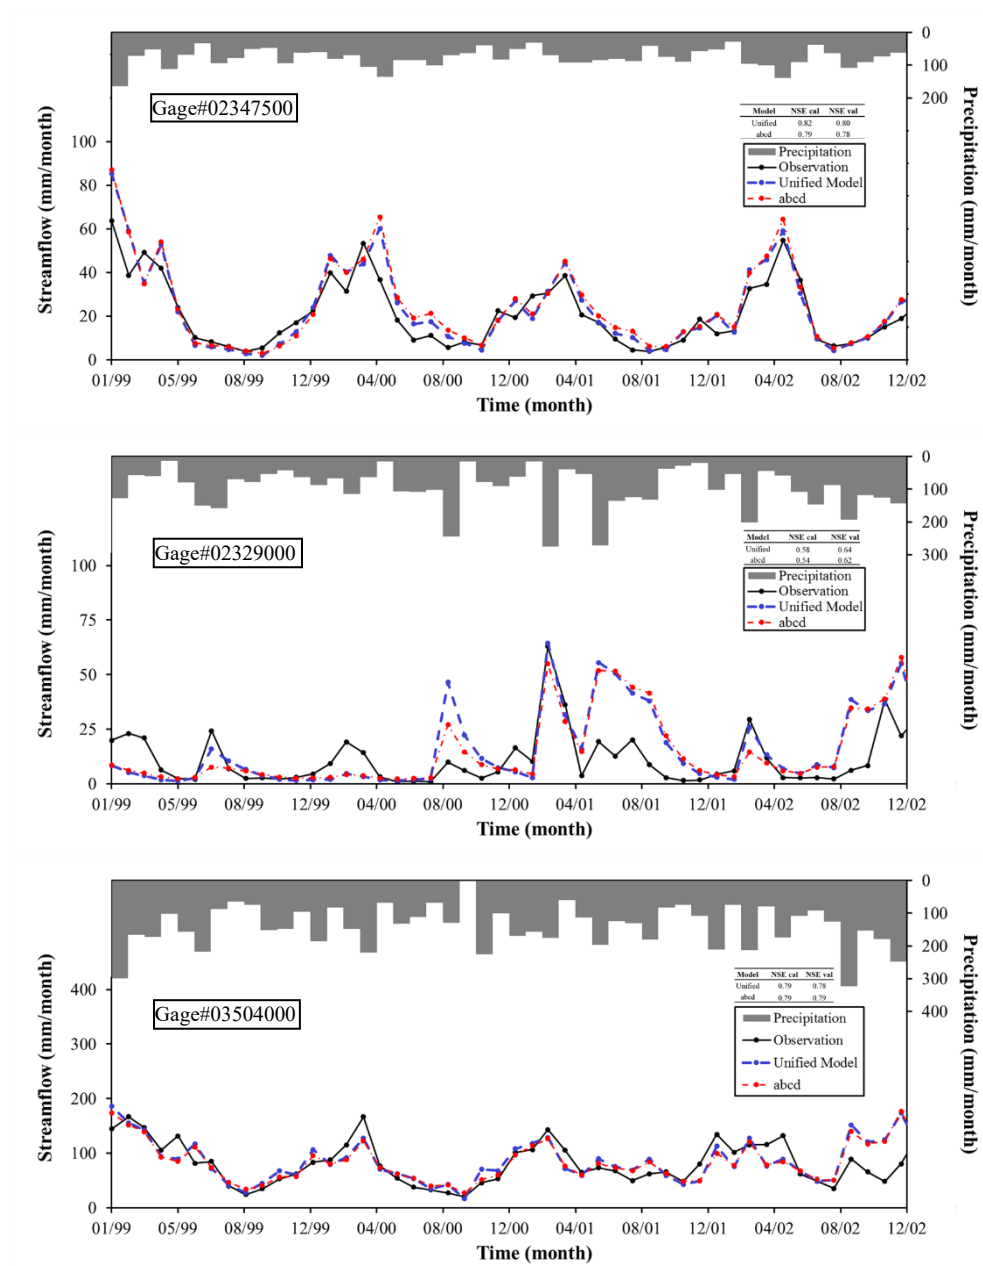 Gage#02347500
Streamflow (mm/month)
100
80
60
40
20
0
0
100
200
Precipitation (mm/month)
Model NSE cal NSE val
Unified 0.82 0.80
abcd 0.79 0.78
Precipitation
Observation
Unified Model
abcd
01/99 05/99 08/99 12/99 04/00 08/00 12/00 04/01 08/01 12/01 04/02 08/02 12/02
Time (month)
Gage#02329000
Streamflow (mm/month)
100
75
50
25
0
0
100
200
300
Precipitation (mm/month)
Model NSE cal NSE val
Unified 0.58 0.64
abcd 0.54 0.62
Precipitation
Observation
Unified Model
abcd
01/99 05/99 08/99 12/99 04/00 08/00 12/00 04/01 08/01 12/01 04/02 08/02 12/02
Time (month)
Gage#03504000
Streamflow (mm/month)
400
300
200
100
0
0
100
200
300
400
Precipitation (mm/month)
Model NSE cal NSE val
Unified 0.79 0.78
abcd 0.79 0.79
Precipitation
Observation
Unified Model
abcd
01/99 05/99 08/99 12/99 04/00 08/00 12/00 04/01 08/01 12/01 04/02 08/02 12/02
Time (month)